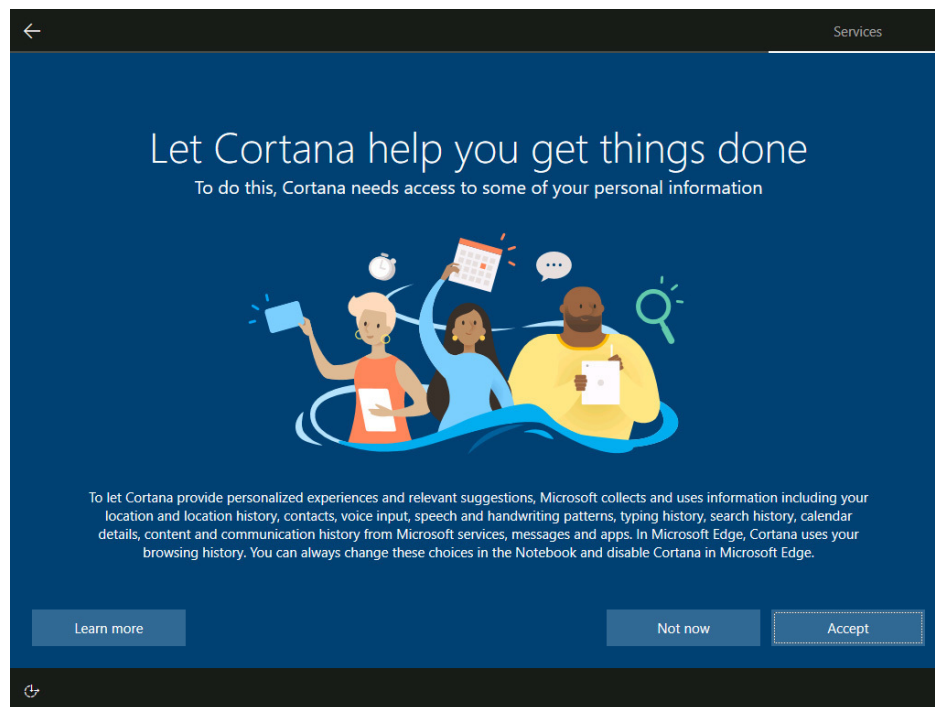 Services
Let Cortana help you get things done
To do this, Cortana needs access to some of your personal information
To let Cortana provide personalized experiences and relevant suggestions, Microsoft collects and uses information including your
location and location history, contacts, voice input, speech and handwriting patterns, typing history, search history, calendar
details, content and communication history from Microsoft services, messages and apps. In Microsoft Edge, Cortana uses your
browsing history. You can always change these choices in the Notebook and disable Cortana in Microsoft Edge.
Learn more
Not now
Accept